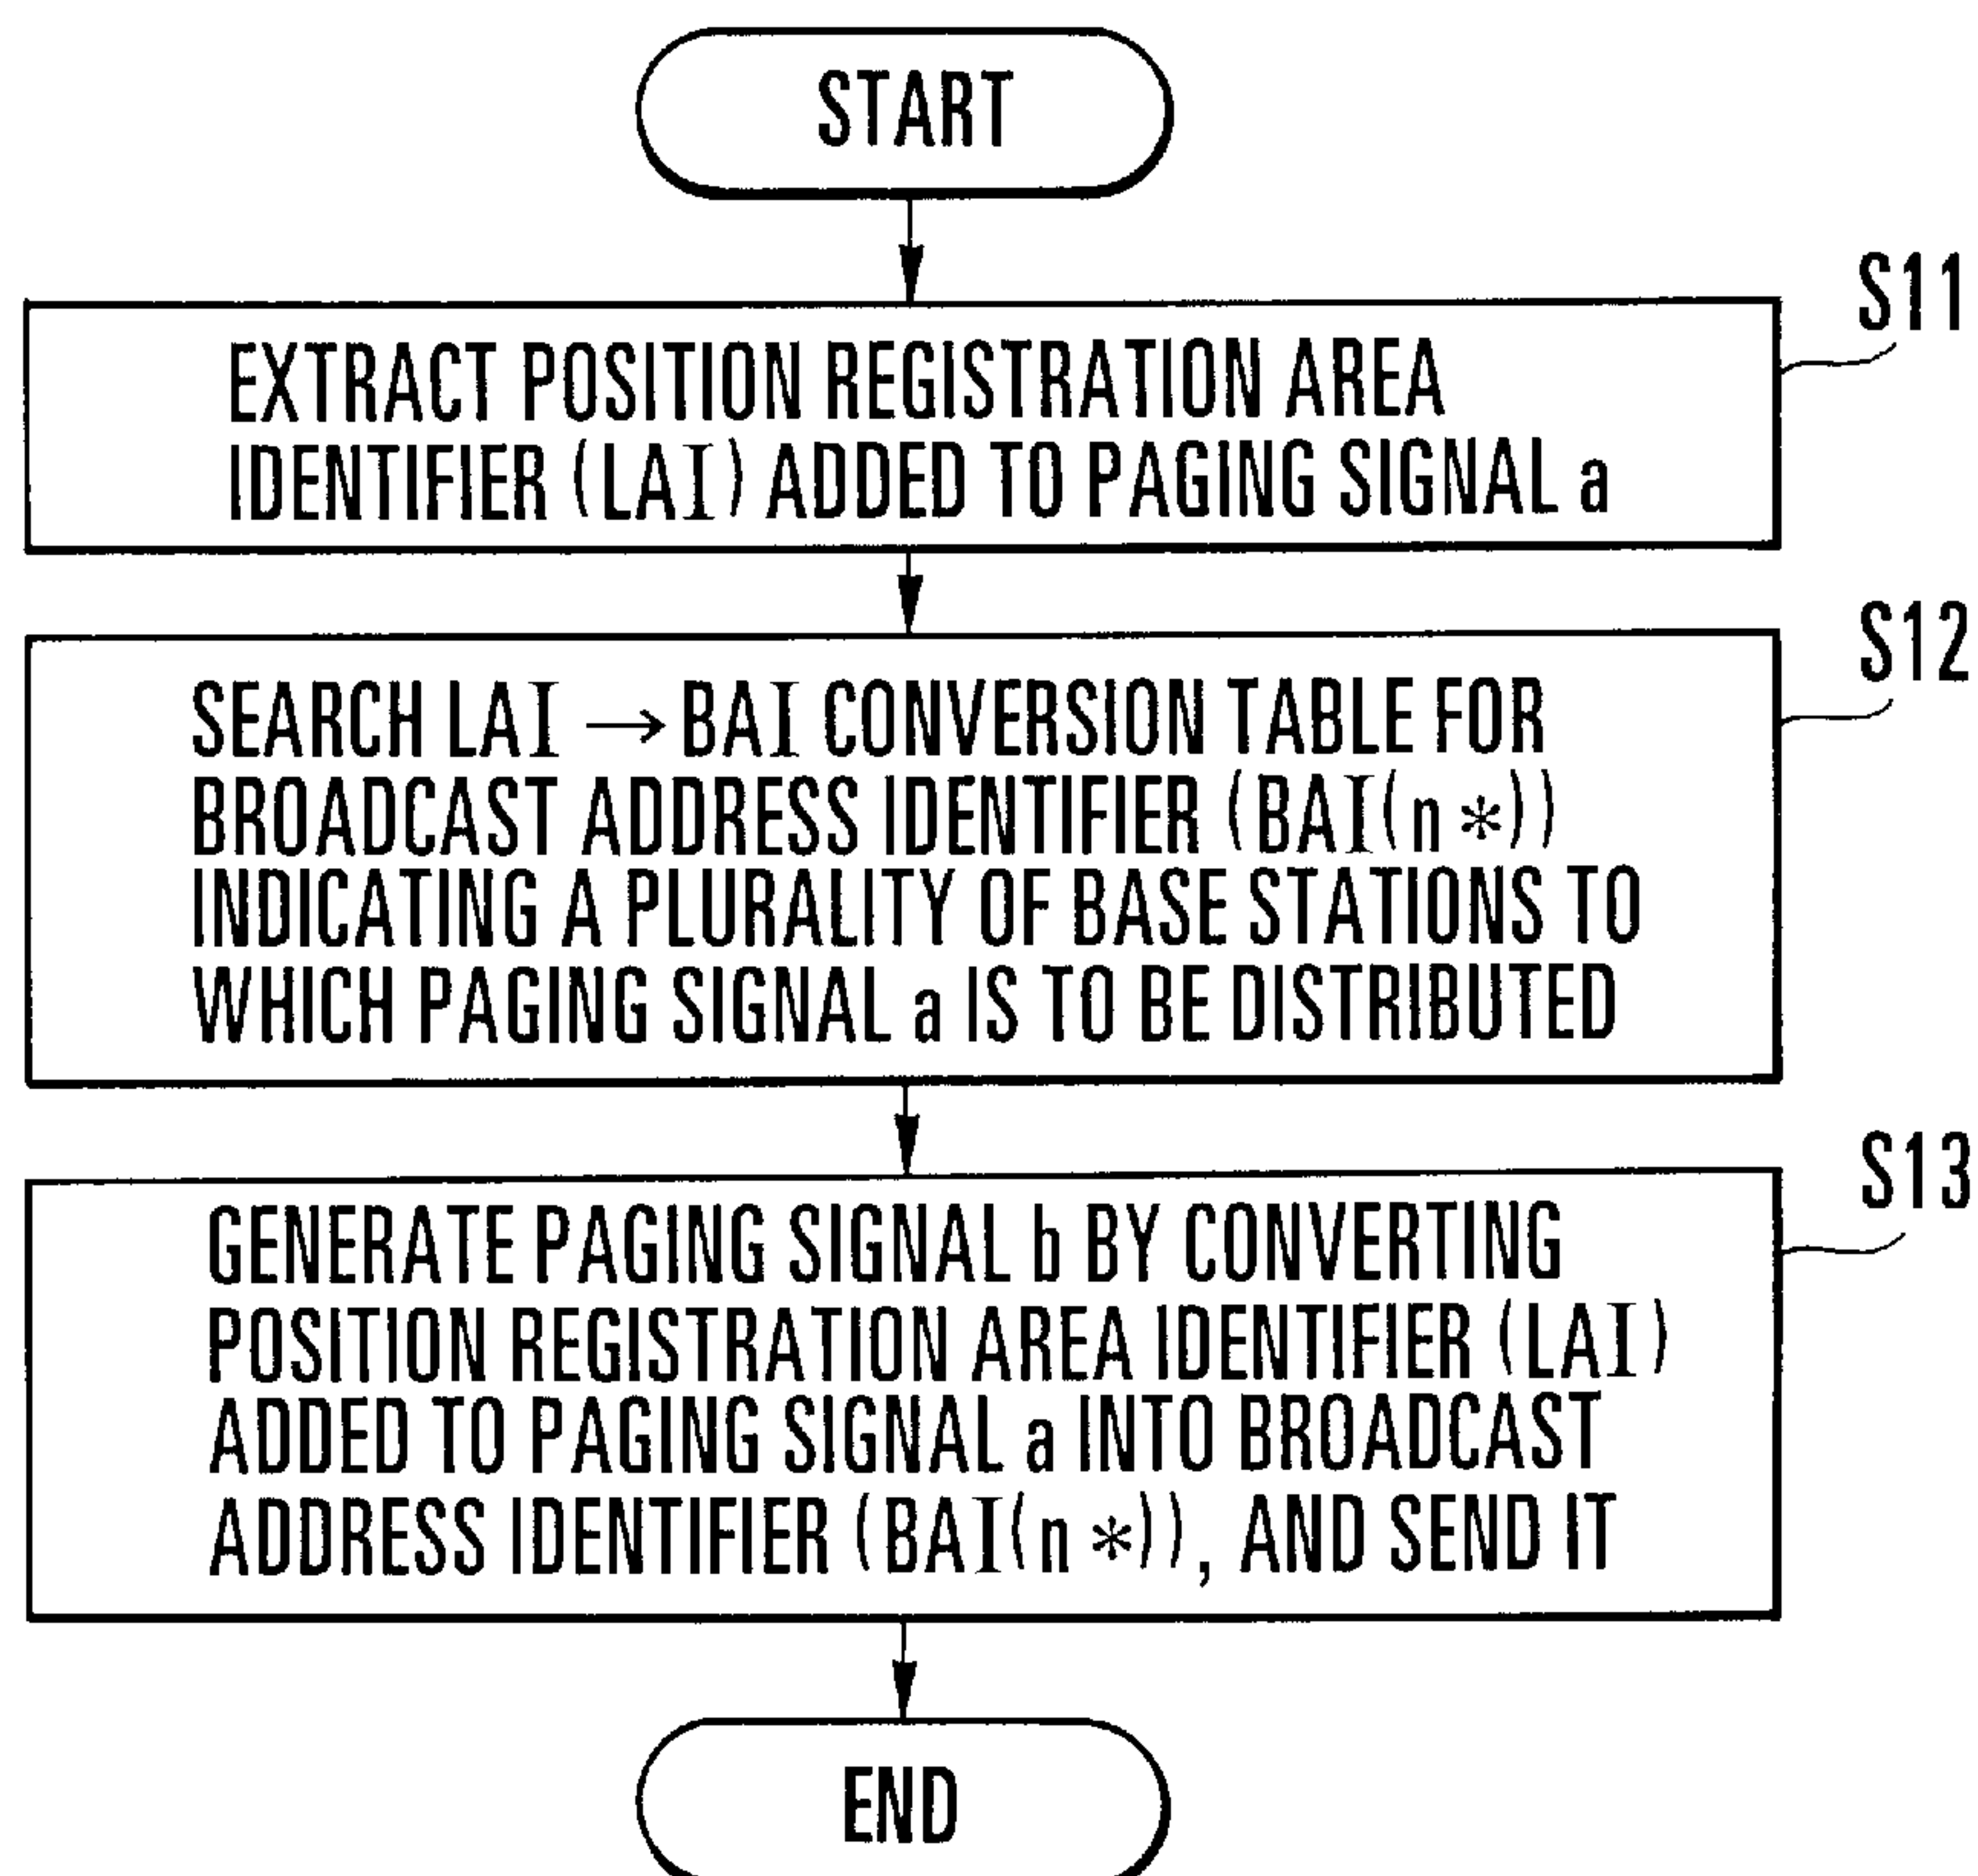 START
S11
EXTRACT POSITION REGISTRATION AREA
IDENTIFIER (LAI) ADDED TO PAGING SIGNAL a
S12
SEARCH LAI → BAI CONVERSION TABLE FOR
BROADCAST ADDRESS IDENTIFIER (BAI(n *))
INDICATING A PLURALITY OF BASE STATIONS TO
WHICH PAGING SIGNAL a IS TO BE DISTRIBUTED
S13
GENERATE PAGING SIGNAL b BY CONVERTING
POSITION REGISTRATION AREA IDENTIFIER (LAI)
ADDED TO PAGING SIGNAL a INTO BROADCAST
ADDRESS IDENTIFIER (BAI(n *)), AND SEND IT
END